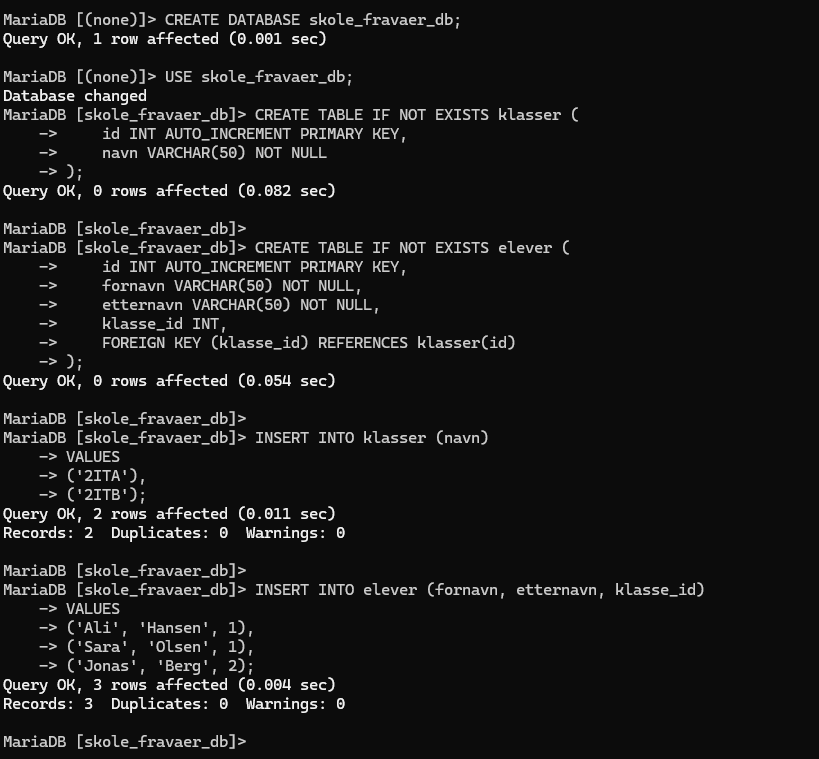 MariaDB [(none)]> CREATE DATABASE skole_fravaer_db;
Query OK, 1 row affected (0.001 sec)

MariaDB [(none)]> USE skole_fravaer_db;
Database changed
MariaDB [skole_fravaer_db]> CREATE TABLE IF NOT EXISTS klasser (
    ->     id INT AUTO_INCREMENT PRIMARY KEY,
    ->     navn VARCHAR(50) NOT NULL
    -> );
Query OK, 0 rows affected (0.082 sec)

MariaDB [skole_fravaer_db]>
MariaDB [skole_fravaer_db]> CREATE TABLE IF NOT EXISTS elever (
    ->     id INT AUTO_INCREMENT PRIMARY KEY,
    ->     fornavn VARCHAR(50) NOT NULL,
    ->     etternavn VARCHAR(50) NOT NULL,
    ->     klasse_id INT,
    ->     FOREIGN KEY (klasse_id) REFERENCES klasser(id)
    -> );
Query OK, 0 rows affected (0.054 sec)

MariaDB [skole_fravaer_db]>
MariaDB [skole_fravaer_db]> INSERT INTO klasser (navn)
    -> VALUES
    -> ('2ITA'),
    -> ('2ITB');
Query OK, 2 rows affected (0.011 sec)
Records: 2  Duplicates: 0  Warnings: 0

MariaDB [skole_fravaer_db]>
MariaDB [skole_fravaer_db]> INSERT INTO elever (fornavn, etternavn, klasse_id)
    -> VALUES
    -> ('Ali', 'Hansen', 1),
    -> ('Sara', 'Olsen', 1),
    -> ('Jonas', 'Berg', 2);
Query OK, 3 rows affected (0.004 sec)
Records: 3  Duplicates: 0  Warnings: 0

MariaDB [skole_fravaer_db]>